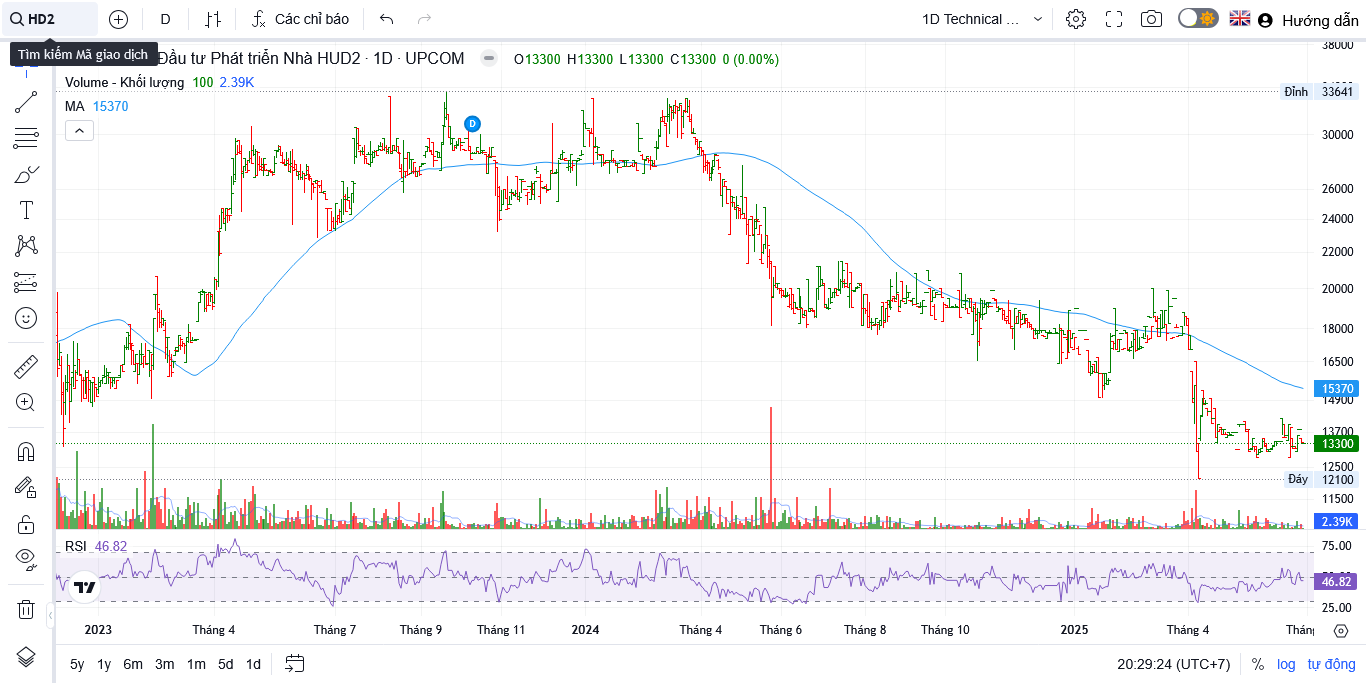 HD2 D Các chỉ báo 1D Technical ... Hướng dẫn
Tìm kiếm Mã giao dịch
Đầu tư Phát triển Nhà HUD2 · 1D · UPCOM O13300 H13300 L13300 C13300 0 (0.00%)
Volume - Khối lượng 100 2.39K
MA 15370
D
38000
Đỉnh 33641
30000
26000
24000
22000
20000
18000
16500
15370
14900
13700
13300
12500
Đáy 12100
11500
2.39K
RSI 46.82
75.00
46.82
25.00
2023 Tháng 4 Tháng 7 Tháng 9 Tháng 11 2024 Tháng 4 Tháng 6 Tháng 8 Tháng 10 2025 Tháng 4 Thán
5y 1y 6m 3m 1m 5d 1d 20:29:24 (UTC+7) % log tự động